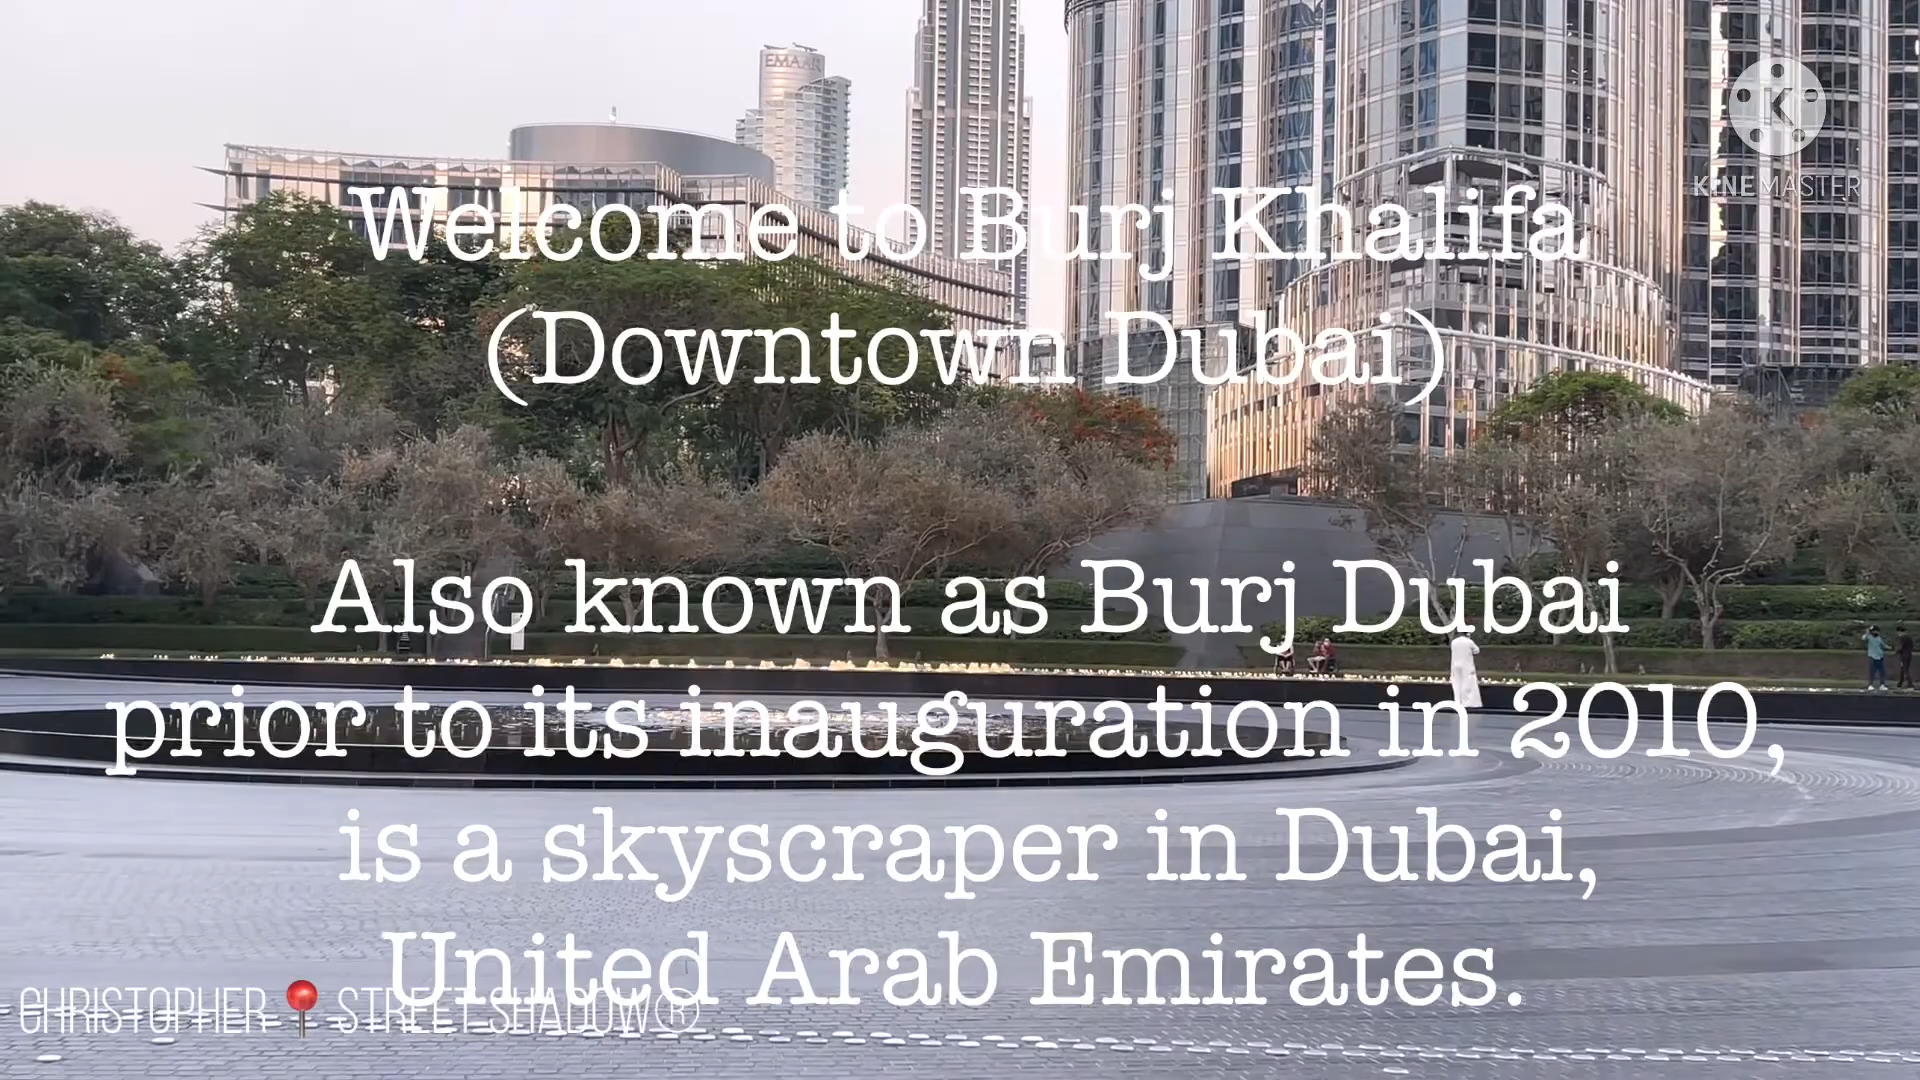 EMAAR
KINEMASTER
Welcome to Burj Khalifa
(Downtown Dubai)
Also known as Burj Dubai
prior to its inauguration in 2010,
is a skyscraper in Dubai,
United Arab Emirates.
CHRISTOPHER📍STREET SHADOW®